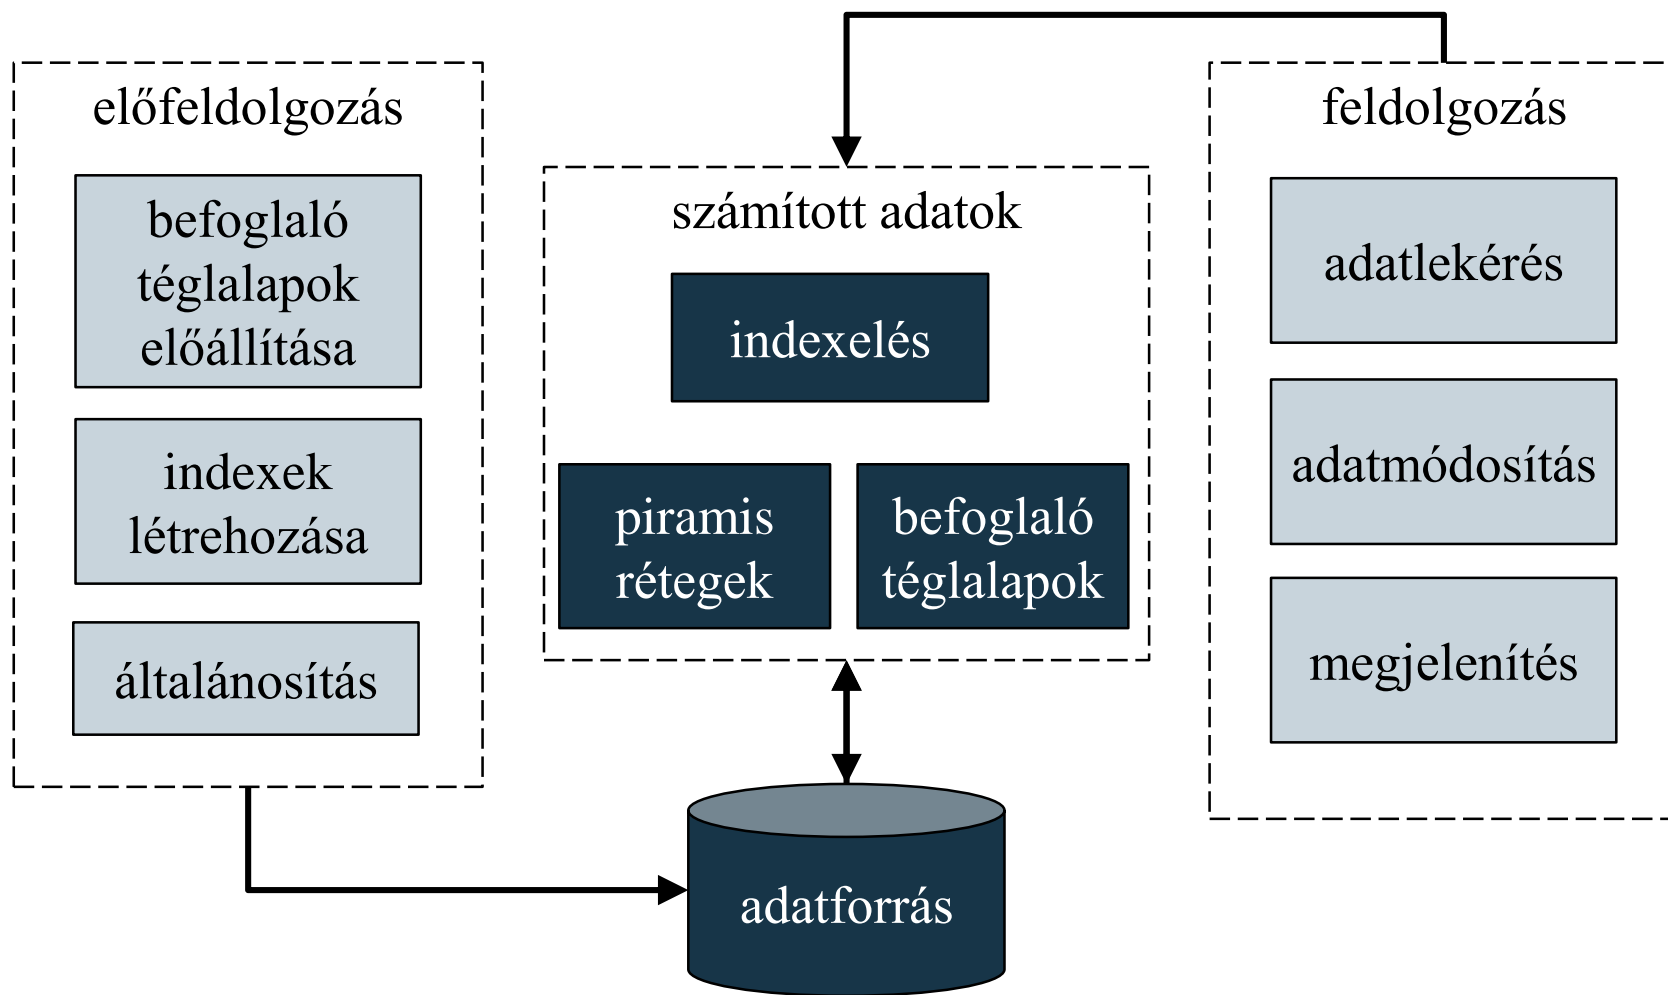 előfeldolgozás
befoglaló
téglalapok
előállítása
indexek
létrehozása
általánosítás
számított adatok
indexelés
piramis
rétegek
befoglaló
téglalapok
adatforrás
feldolgozás
adatlekérés
adatmódosítás
megjelenítés